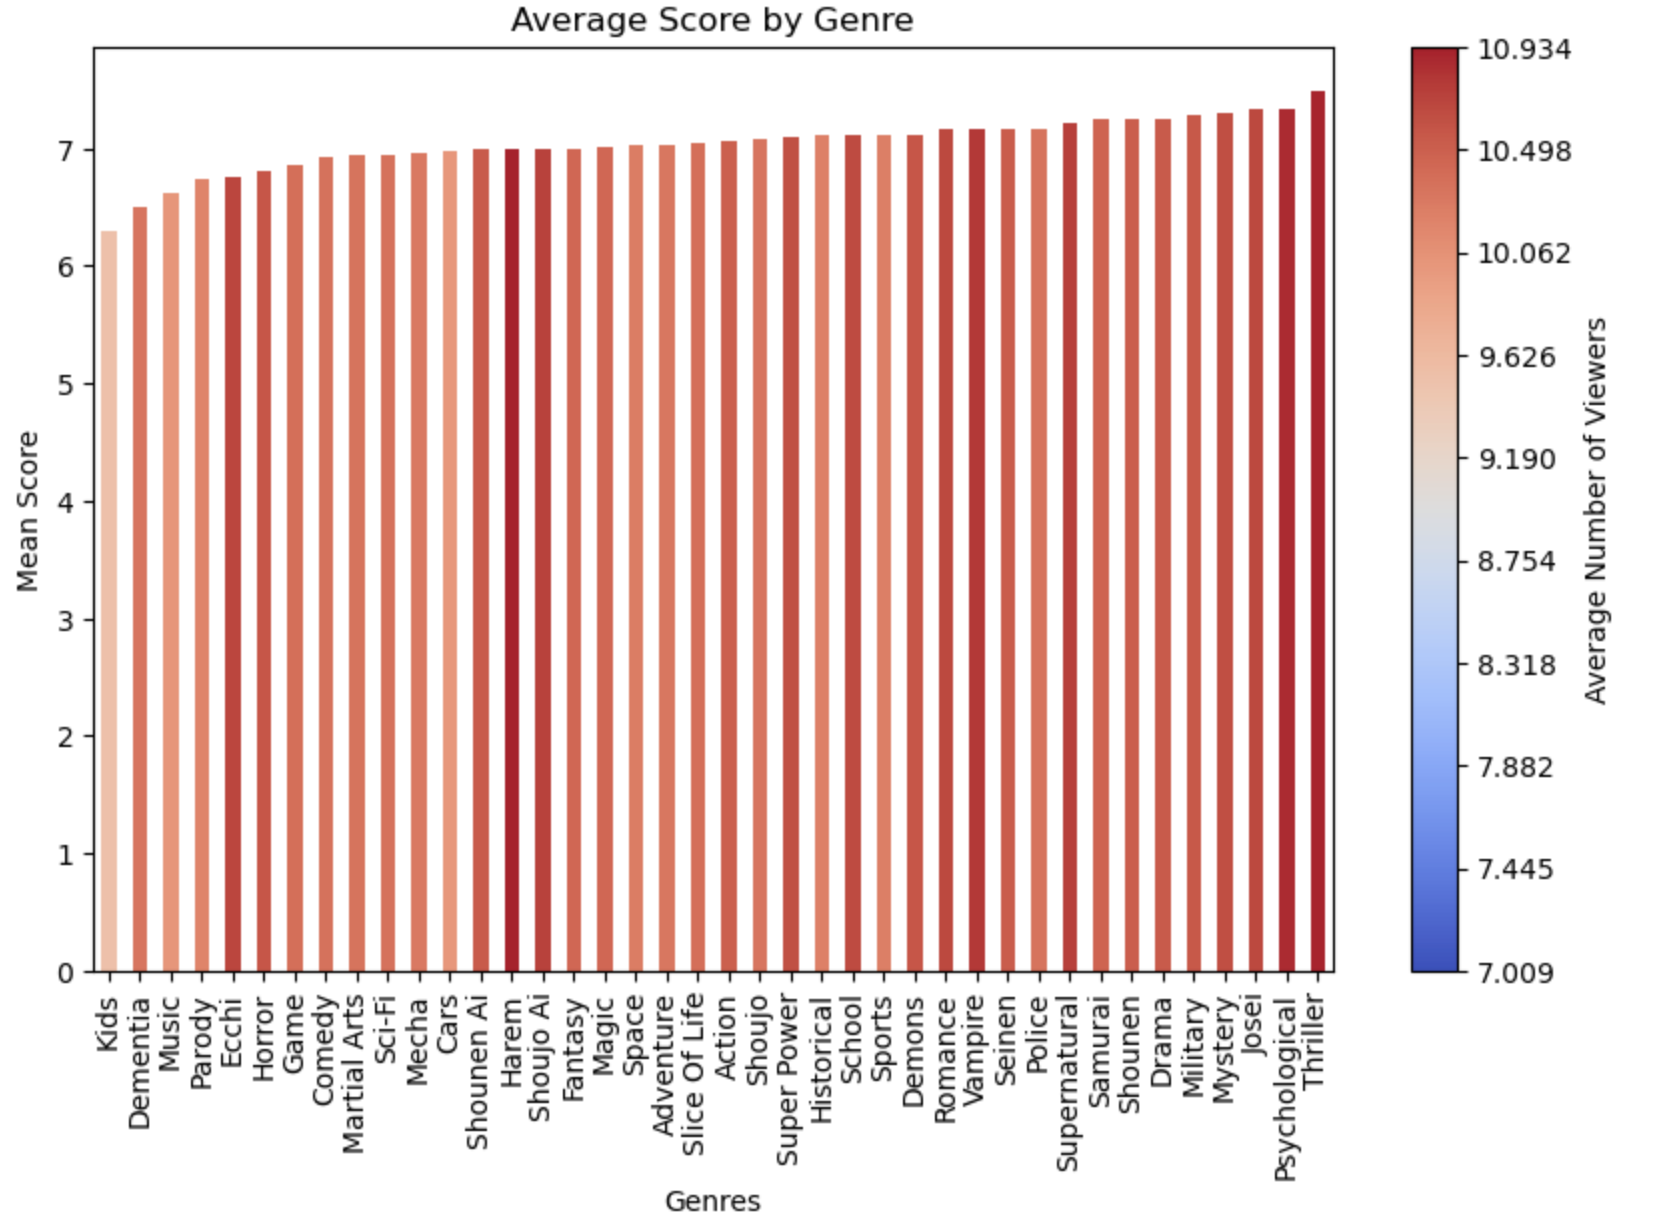 Average Score by Genre
Mean Score
7
6
5
4
3
2
1
0
Kids
Dementia
Music
Parody
Ecchi
Horror
Game
Comedy
Martial Arts
Sci-Fi
Mecha
Cars
Shounen Ai
Harem
Shoujo Ai
Fantasy
Magic
Space
Adventure
Slice Of Life
Action
Shoujo
Super Power
Historical
School
Sports
Demons
Romance
Vampire
Seinen
Police
Supernatural
Samurai
Shounen
Drama
Military
Mystery
Josei
Psychological
Thriller
Genres
10.934
10.498
10.062
9.626
9.190
8.754
8.318
7.882
7.445
7.009
Average Number of Viewers